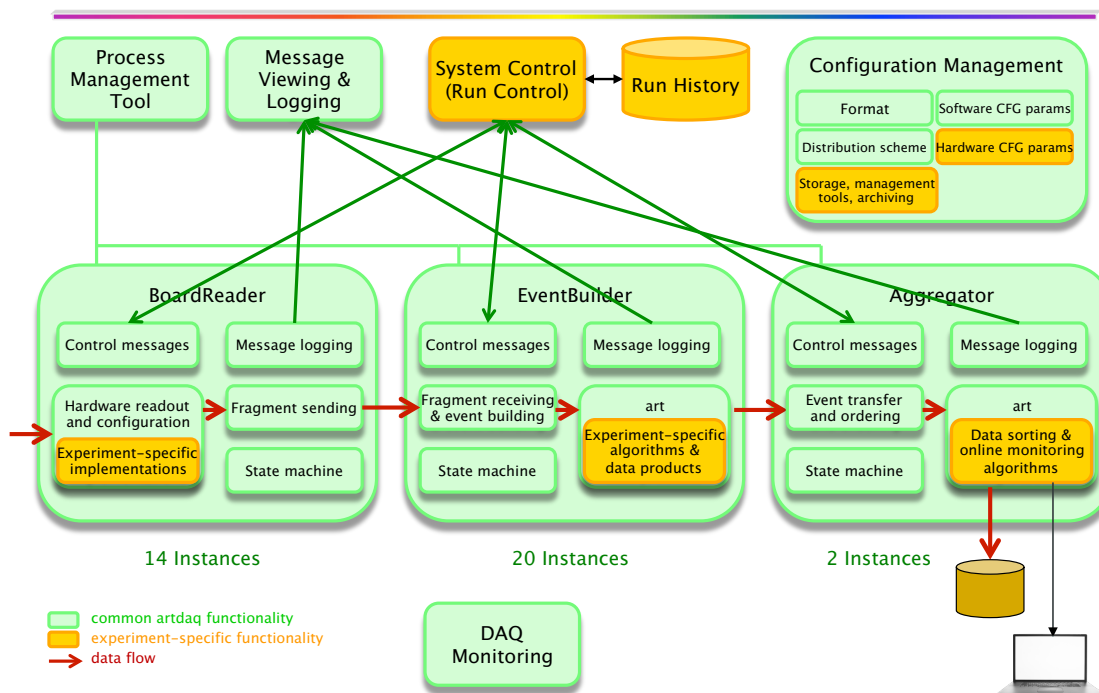 Process
Management
Tool
Message
Viewing &
Logging
System Control
(Run Control)
Run History
Configuration Management
Format
Software CFG params
Distribution scheme
Hardware CFG params
Storage, management
tools, archiving
BoardReader
Control messages
Message logging
Hardware readout
and configuration
Experiment-specific
implementations
Fragment sending
State machine
14 Instances
EventBuilder
Control messages
Message logging
Fragment receiving
& event building
art
Experiment-specific
algorithms &
data products
State machine
20 Instances
Aggregator
Control messages
Message logging
Event transfer
and ordering
art
Data sorting &
online monitoring
algorithms
State machine
2 Instances
common artdaq functionality
experiment-specific functionality
data flow
DAQ
Monitoring